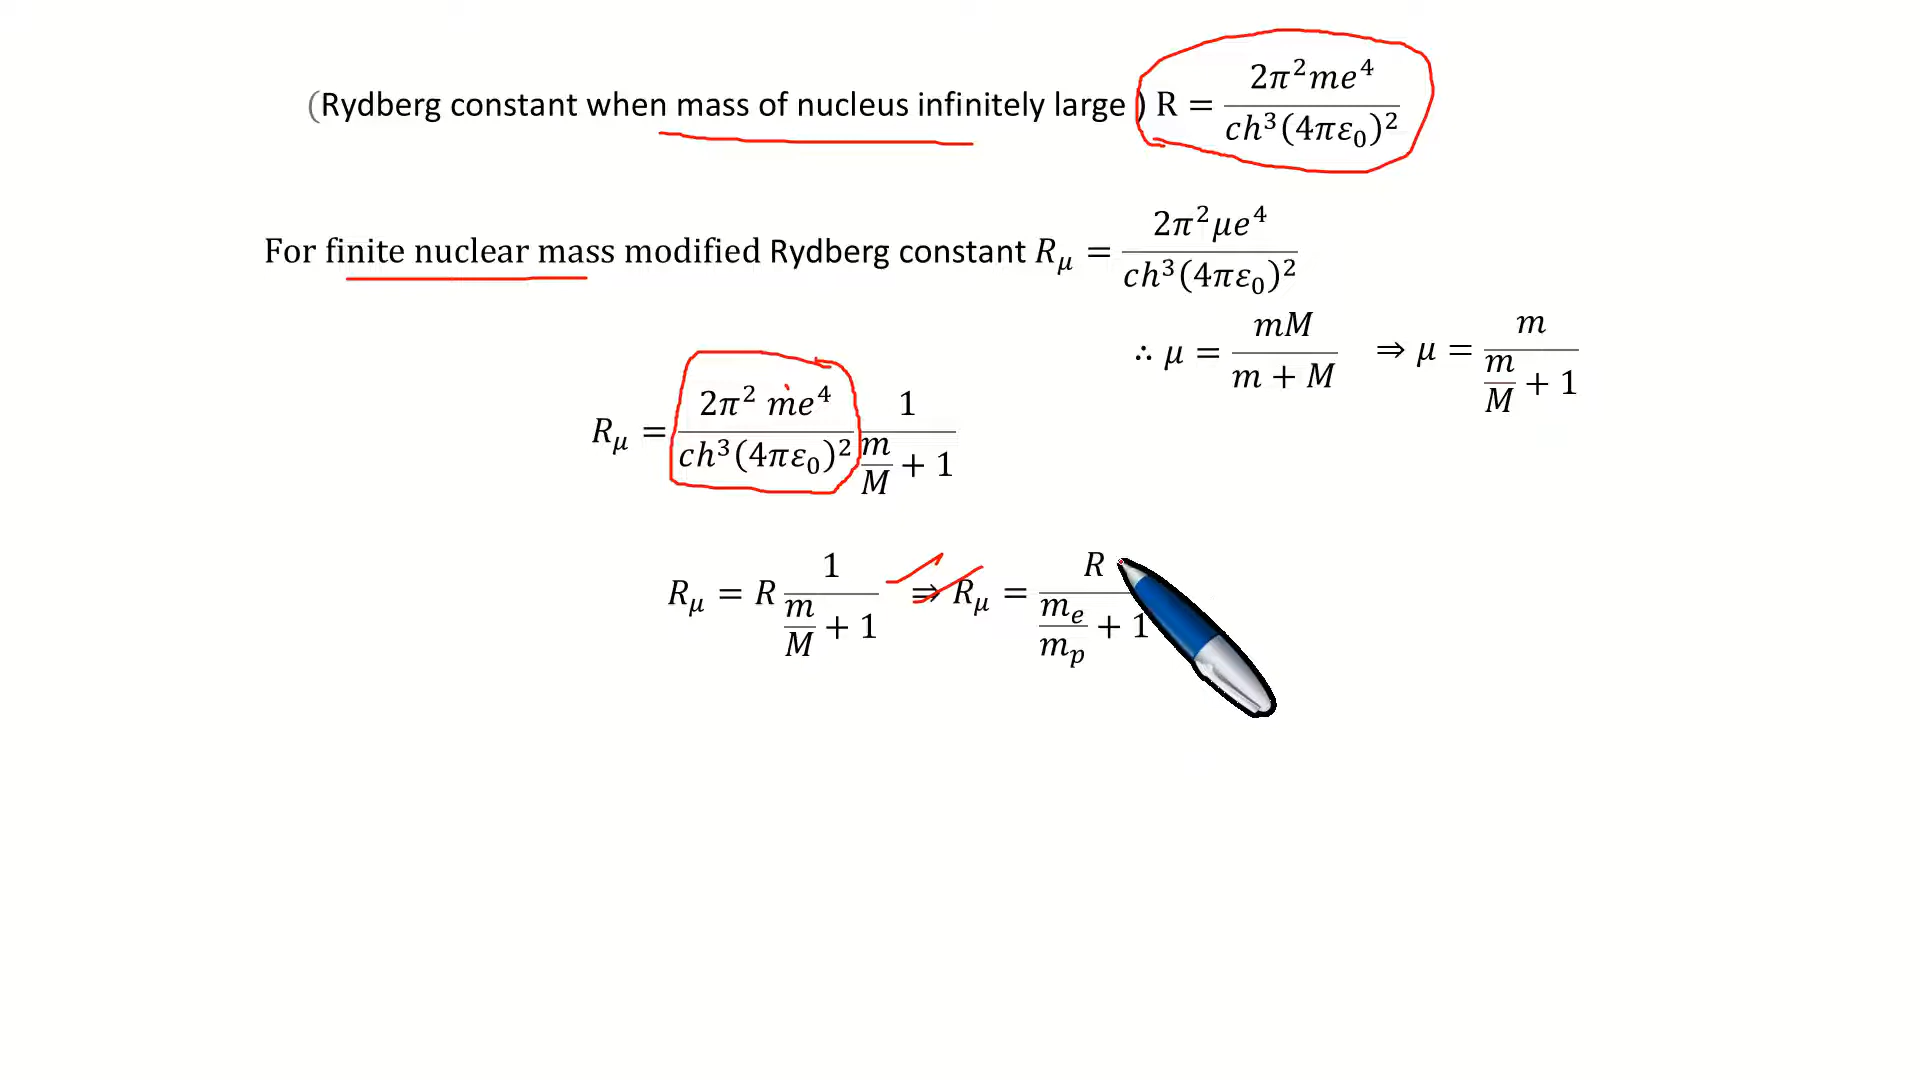 (Rydberg constant when mass of nucleus infinitely large ) R = 2π²me⁴ / ch³(4πε₀)²
For finite nuclear mass modified Rydberg constant R_μ = 2π²μe⁴ / ch³(4πε₀)²
∴ μ = mM / m + M ⇒ μ = m / m/M + 1
R_μ = 2π² me⁴ / ch³(4πε₀)² 1 / m/M + 1
R_μ = R 1 / m/M + 1 ⇒ R_μ = R / mₑ/m_p + 1